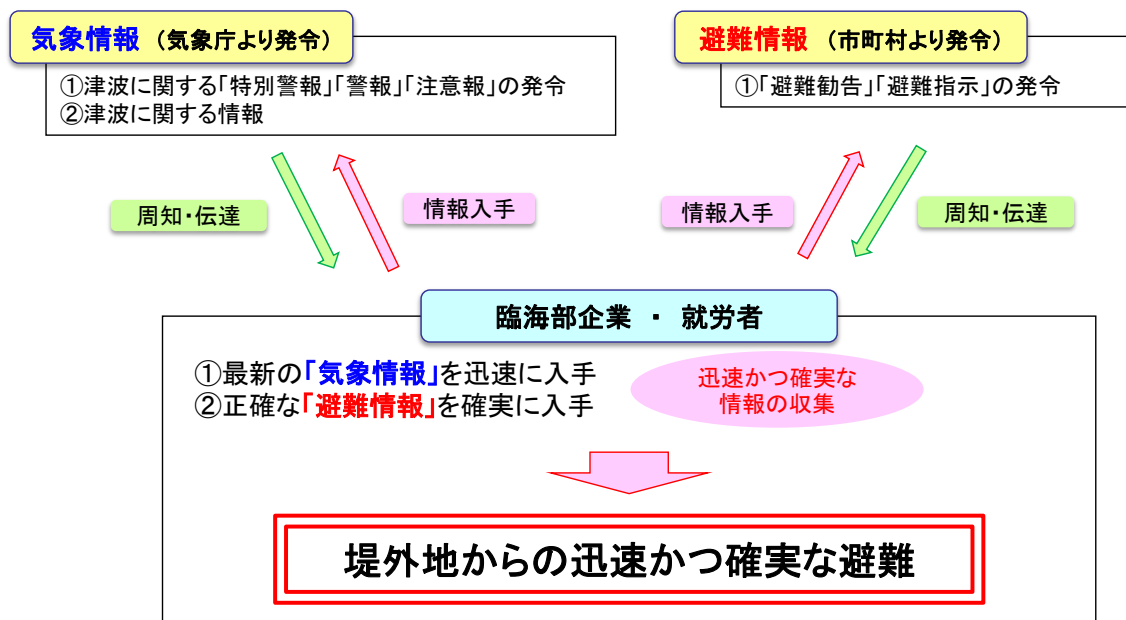 気象情報 （気象庁より発令）
①津波に関する｢特別警報｣｢警報｣｢注意報｣の発令
②津波に関する情報
避難情報 （市町村より発令）
①｢避難勧告｣｢避難指示｣の発令
周知・伝達
情報入手
情報入手
周知・伝達
臨海部企業 ・ 就労者
①最新の｢気象情報｣を迅速に入手
②正確な｢避難情報｣を確実に入手
迅速かつ確実な
情報の収集
堤外地からの迅速かつ確実な避難